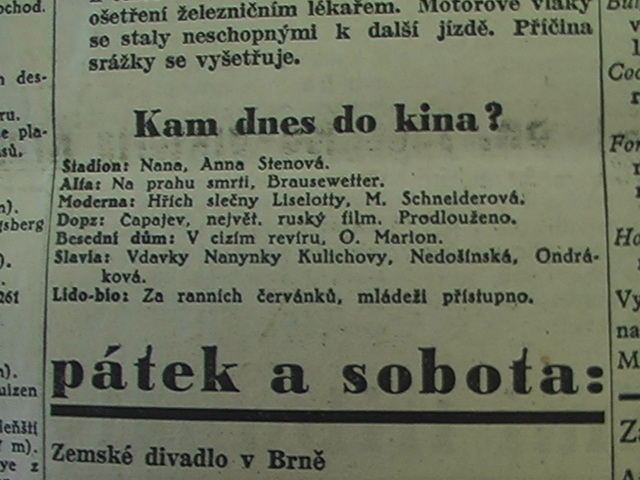 ošetření železničním lékařem. Motorové vlaky
se staly neschopnými k další jízdě. Příčina
srážky se vyšetřuje.
Kam dnes do kina?
Stadion: Nana, Anna Stenová.
Alfa: Na prahu smrti, Brausewetter.
Moderna: Hřích slečny Liselotty, M. Schneiderová.
Dopz: Čapajev, největ. ruský film. Prodlouženo.
Besední dům: V cizím revíru, O. Marion.
Slavia: Vdavky Nanynky Kulichovy, Nedošínská, Ondrá-
ková.
Lido-bio: Za ranních červánků, mládeži přístupno.
pátek a sobota:
Zemské divadlo v Brně